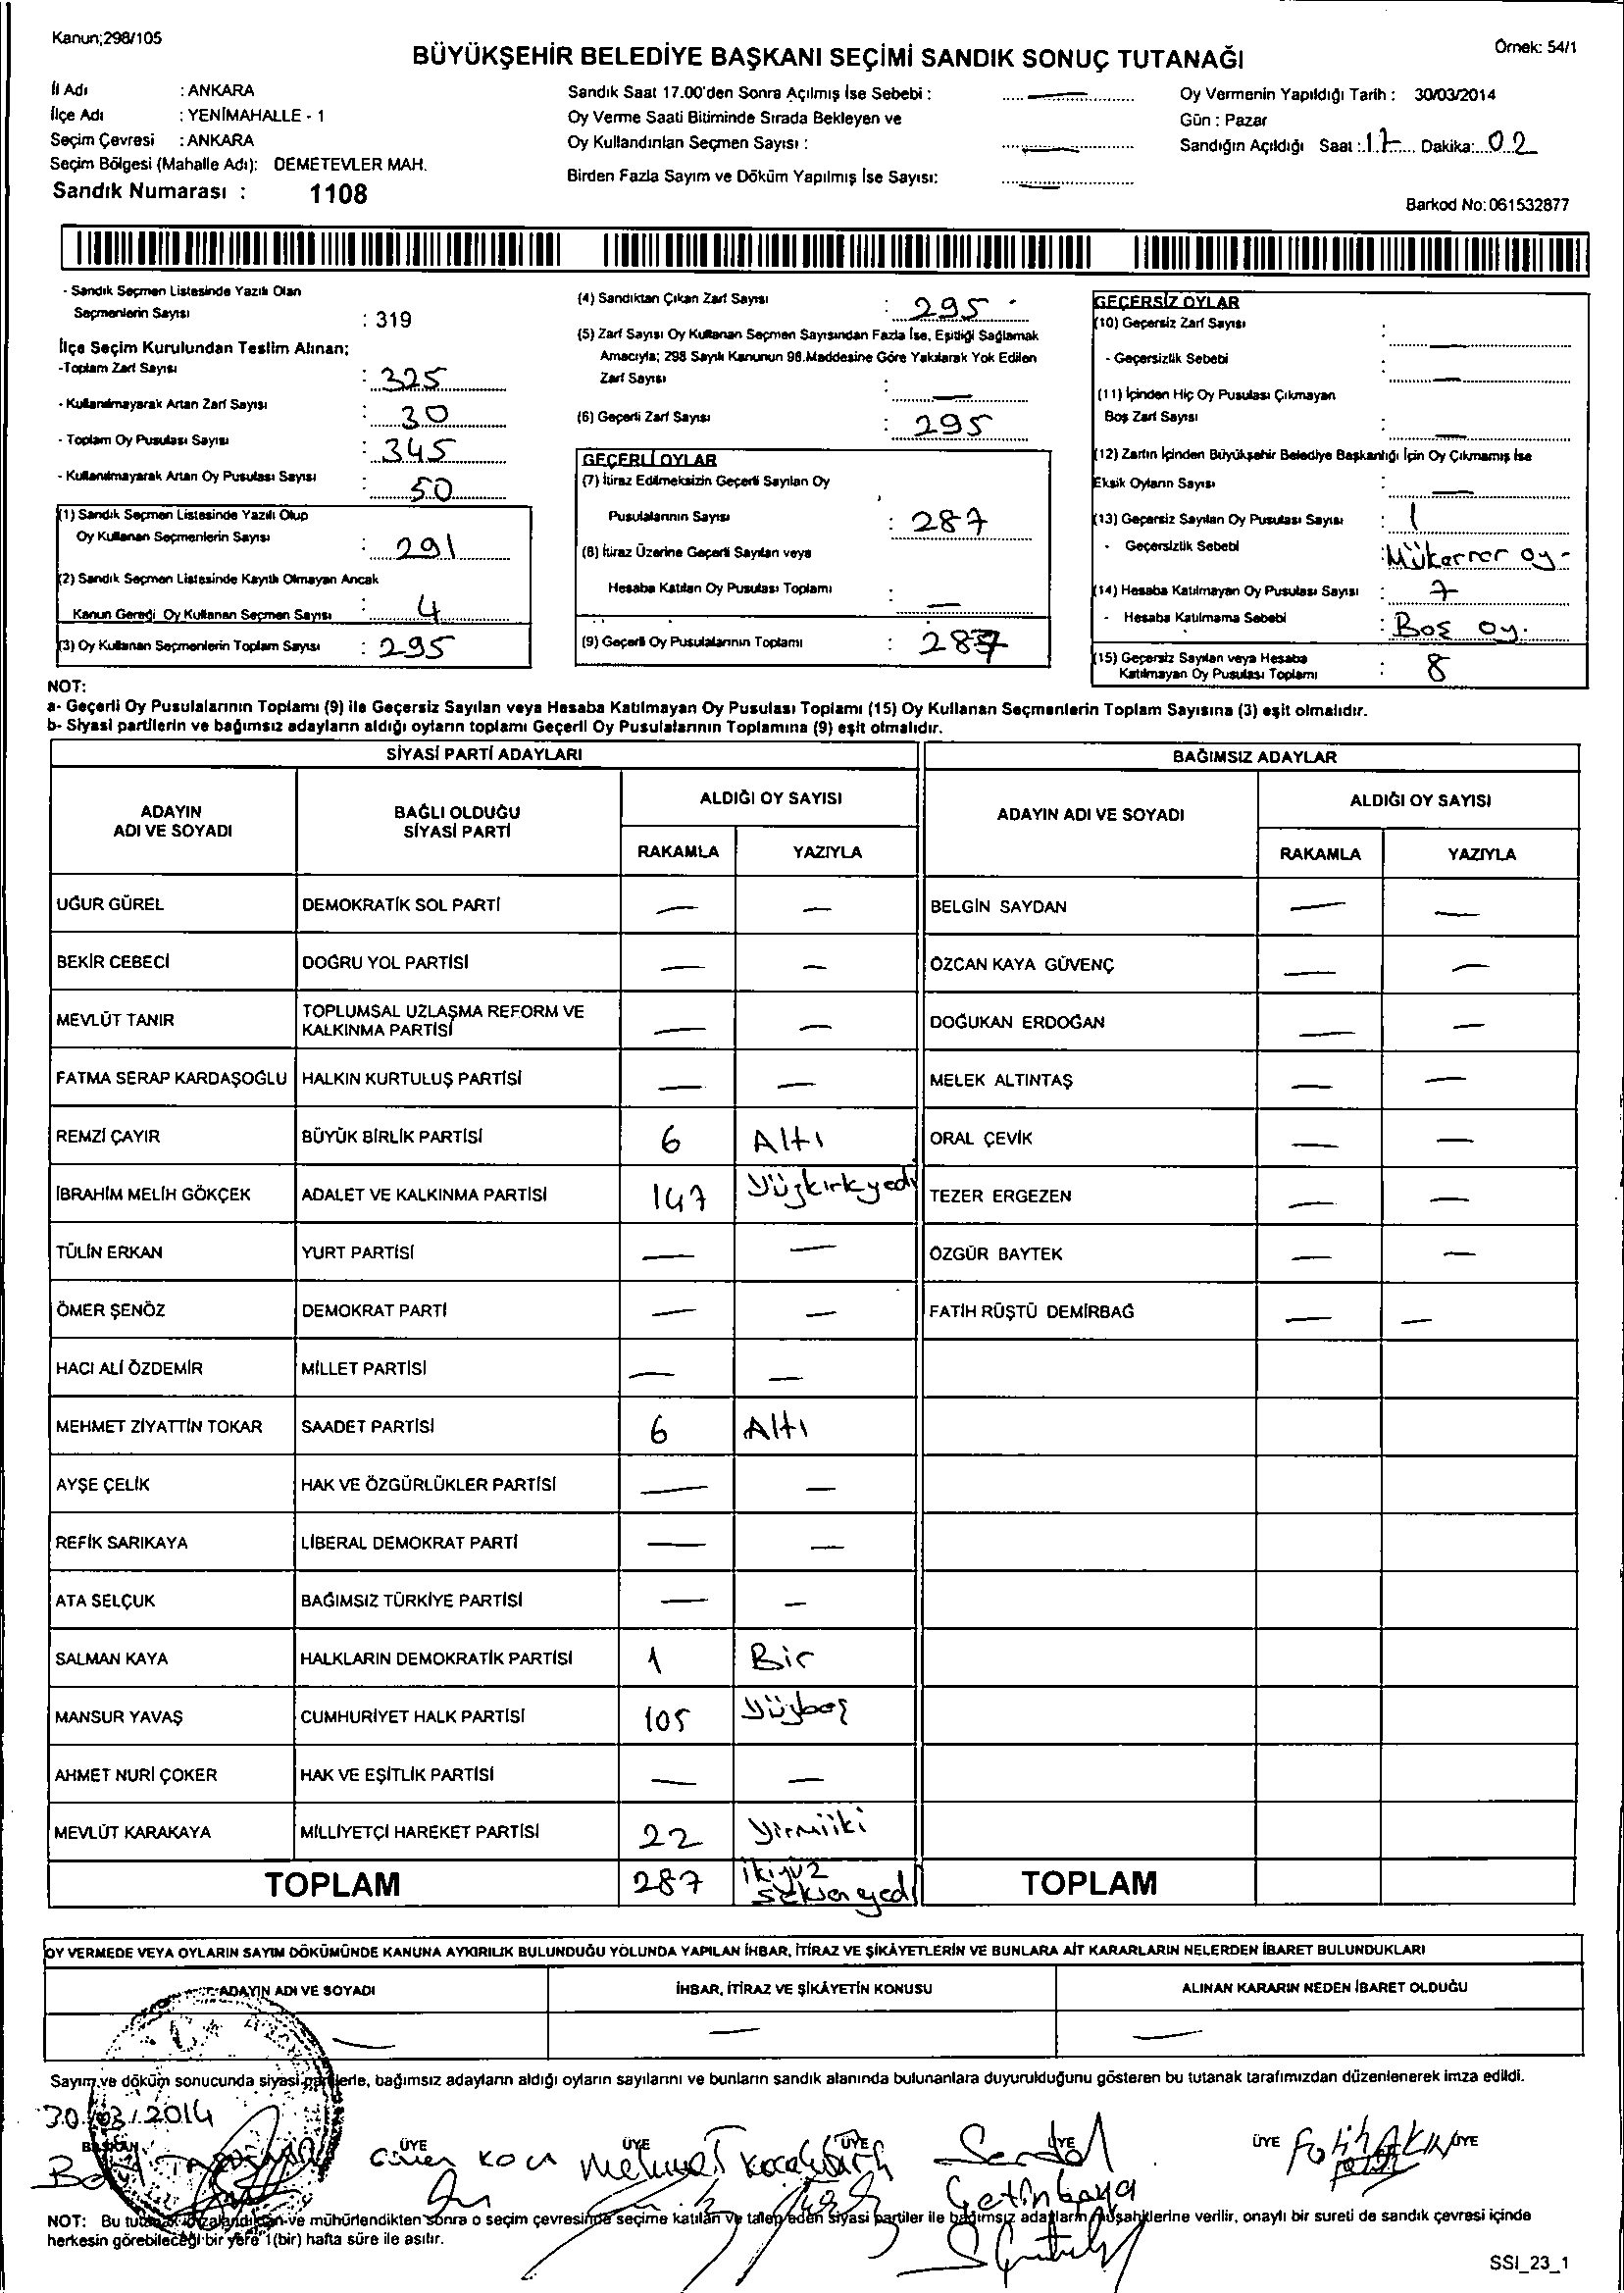 Kanun;298/105
Örnek: 54/1
BÜYÜKŞEHİR BELEDİYE BAŞKANI SEÇİMİ SANDIK SONUÇ TUTANAĞI
İl Adı : ANKARA
İlçe Adı : YENİMAHALLE - 1
Seçim Çevresi : ANKARA
Seçim Bölgesi (Mahalle Adı): DEMETEVLER MAH.
Sandık Numarası : 1108
Sandık Saat 17.00'den Sonra Açılmış İse Sebebi : —
Oy Verme Saati Bitiminde Sırada Bekleyen ve
Oy Kullandırılan Seçmen Sayısı : —
Birden Fazla Sayım ve Döküm Yapılmış İse Sayısı: —
Oy Vermenin Yapıldığı Tarih : 30/03/2014
Gün : Pazar
Sandığın Açıldığı Saat : 17 Dakika: 02
Barkod No: 061532877
- Sandık Seçmen Listesinde Yazılı Olan
Seçmenlerin Sayısı : 319
İlçe Seçim Kurulundan Teslim Alınan;
-Toplam Zarf Sayısı : 325
- Kullanılmayarak Artan Zarf Sayısı : 30
- Toplam Oy Pusulası Sayısı : 345
- Kullanılmayarak Artan Oy Pusulası Sayısı : 50
(1) Sandık Seçmen Listesinde Yazılı Olup
Oy Kullanan Seçmenlerin Sayısı : 291
(2) Sandık Seçmen Listesinde Kayıtlı Olmayan Ancak
Kanun Gereği Oy Kullanan Seçmen Sayısı : 4
(3) Oy Kullanan Seçmenlerin Toplam Sayısı : 295
(4) Sandıktan Çıkan Zarf Sayısı : 295
(5) Zarf Sayısı Oy Kullanan Seçmen Sayısından Fazla İse, Eşitliği Sağlamak
Amacıyla; 298 Sayılı Kanunun 98.Maddesine Göre Yakılarak Yok Edilen
Zarf Sayısı : —
(6) Geçerli Zarf Sayısı : 295
GEÇERLİ OYLAR
(7) İtiraz Edilmeksizin Geçerli Sayılan Oy
Pusulalarının Sayısı : 287
(8) İtiraz Üzerine Geçerli Sayılan veya
Hesaba Katılan Oy Pusulası Toplamı : —
(9) Geçerli Oy Pusulalarının Toplamı : 287
GEÇERSİZ OYLAR
(10) Geçersiz Zarf Sayısı : —
- Geçersizlik Sebebi : —
(11) İçinden Hiç Oy Pusulası Çıkmayan
Boş Zarf Sayısı : —
(12) Zarfın İçinden Büyükşehir Belediye Başkanlığı İçin Oy Çıkmamış İse
Eksik Oyların Sayısı : —
(13) Geçersiz Sayılan Oy Pusulası Sayısı : 1
- Geçersizlik Sebebi : Mükerrer oy-
(14) Hesaba Katılmayan Oy Pusulası Sayısı : 7
- Hesaba Katılmama Sebebi : Boş oy.
(15) Geçersiz Sayılan veya Hesaba
Katılmayan Oy Pusulası Toplamı : 8
NOT:
a- Geçerli Oy Pusulalarının Toplamı (9) ile Geçersiz Sayılan veya Hesaba Katılmayan Oy Pusulası Toplamı (15) Oy Kullanan Seçmenlerin Toplam Sayısına (3) eşit olmalıdır.
b- Siyasi partilerin ve bağımsız adayların aldığı oyların toplamı Geçerli Oy Pusulalarının Toplamına (9) eşit olmalıdır.
SİYASİ PARTİ ADAYLARI
BAĞIMSIZ ADAYLAR
ADAYIN ADI VE SOYADI
BAĞLI OLDUĞU SİYASİ PARTİ
ALDIĞI OY SAYISI
RAKAMLA YAZIYLA
ADAYIN ADI VE SOYADI
ALDIĞI OY SAYISI
RAKAMLA YAZIYLA
UĞUR GÜREL DEMOKRATİK SOL PARTİ — — BELGİN SAYDAN — —
BEKİR CEBECİ DOĞRU YOL PARTİSİ — — ÖZCAN KAYA GÜVENÇ — —
MEVLÜT TANIR TOPLUMSAL UZLAŞMA REFORM VE KALKINMA PARTİSİ — — DOĞUKAN ERDOĞAN — —
FATMA SERAP KARDAŞOĞLU HALKIN KURTULUŞ PARTİSİ — — MELEK ALTINTAŞ — —
REMZİ ÇAYIR BÜYÜK BİRLİK PARTİSİ 6 Altı ORAL ÇEVİK — —
İBRAHİM MELİH GÖKÇEK ADALET VE KALKINMA PARTİSİ 147 Yüzkırkyedi TEZER ERGEZEN — —
TÜLİN ERKAN YURT PARTİSİ — — ÖZGÜR BAYTEK — —
ÖMER ŞENÖZ DEMOKRAT PARTİ — — FATİH RÜŞTÜ DEMİRBAĞ — —
HACI ALİ ÖZDEMİR MİLLET PARTİSİ — —
MEHMET ZİYATTİN TOKAR SAADET PARTİSİ 6 Altı
AYŞE ÇELİK HAK VE ÖZGÜRLÜKLER PARTİSİ — —
REFİK SARIKAYA LİBERAL DEMOKRAT PARTİ — —
ATA SELÇUK BAĞIMSIZ TÜRKİYE PARTİSİ — —
SALMAN KAYA HALKLARIN DEMOKRATİK PARTİSİ 1 Bir
MANSUR YAVAŞ CUMHURİYET HALK PARTİSİ 105 Yüzbeş
AHMET NURİ ÇOKER HAK VE EŞİTLİK PARTİSİ — —
MEVLÜT KARAKAYA MİLLİYETÇİ HAREKET PARTİSİ 22 Yirmiiki
TOPLAM 287 ikiyüz seksenyedi TOPLAM
OY VERMEDE VEYA OYLARIN SAYIM DÖKÜMÜNDE KANUNA AYKIRILIK BULUNDUĞU YOLUNDA YAPILAN İHBAR, İTİRAZ VE ŞİKÂYETLERİN VE BUNLARA AİT KARARLARIN NELERDEN İBARET BULUNDUKLARI
ADAYIN ADI VE SOYADI İHBAR, İTİRAZ VE ŞİKÂYETİN KONUSU ALINAN KARARIN NEDEN İBARET OLDUĞU
— — —
Sayım ve döküm sonucunda siyasi partilerle, bağımsız adayların aldığı oyların sayılarını ve bunların sandık alanında bulunanlara duyurulduğunu gösteren bu tutanak tarafımızdan düzenlenerek imza edildi.
30/03/2014
BAŞKAN ÜYE ÜYE ÜYE ÜYE ÜYE ÜYE
Mehmet Serdal Fatih AKIN
Çetinkaya
NOT: Bu tutanak imzalandıktan ve mühürlendikten sonra o seçim çevresinde seçime katılan ve talep eden siyasi partiler ile bağımsız adayların müşahitlerine verilir, onaylı bir sureti de sandık çevresi içinde
herkesin görebileceği bir yere 1(bir) hafta süre ile asılır.
SSI_23_1